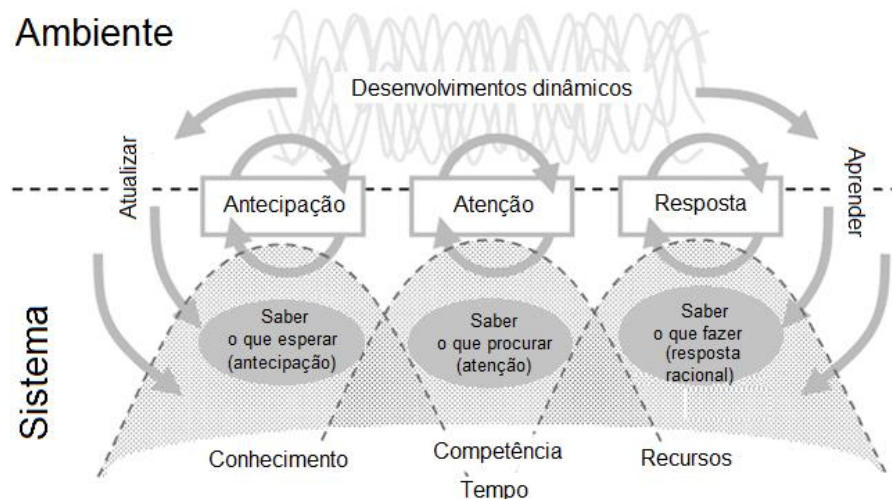 Ambiente
Desenvolvimentos dinâmicos
Atualizar
Aprender
Antecipação
Atenção
Resposta
Sistema
Saber
o que esperar
(antecipação)
Saber
o que procurar
(atenção)
Saber
o que fazer
(resposta
racional)
Conhecimento
Competência
Recursos
Tempo